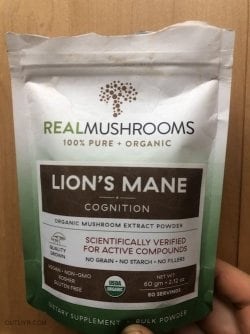 REALMUSHROOMS
100% PURE + ORGANIC
LION'S MANE
COGNITION
ORGANIC MUSHROOM EXTRACT POWDER
QUALITY
GROWN
SCIENTIFICALLY VERIFIED
FOR ACTIVE COMPOUNDS
NO GRAIN • NO STARCH • NO FILLERS
VEGAN • NON-GMO
KOSHER
GLUTEN FREE
USDA
ORGANIC
NET WT
60 gm • 2.12 oz
60 SERVINGS
DIETARY SUPPLEMENT
BULK POWDER